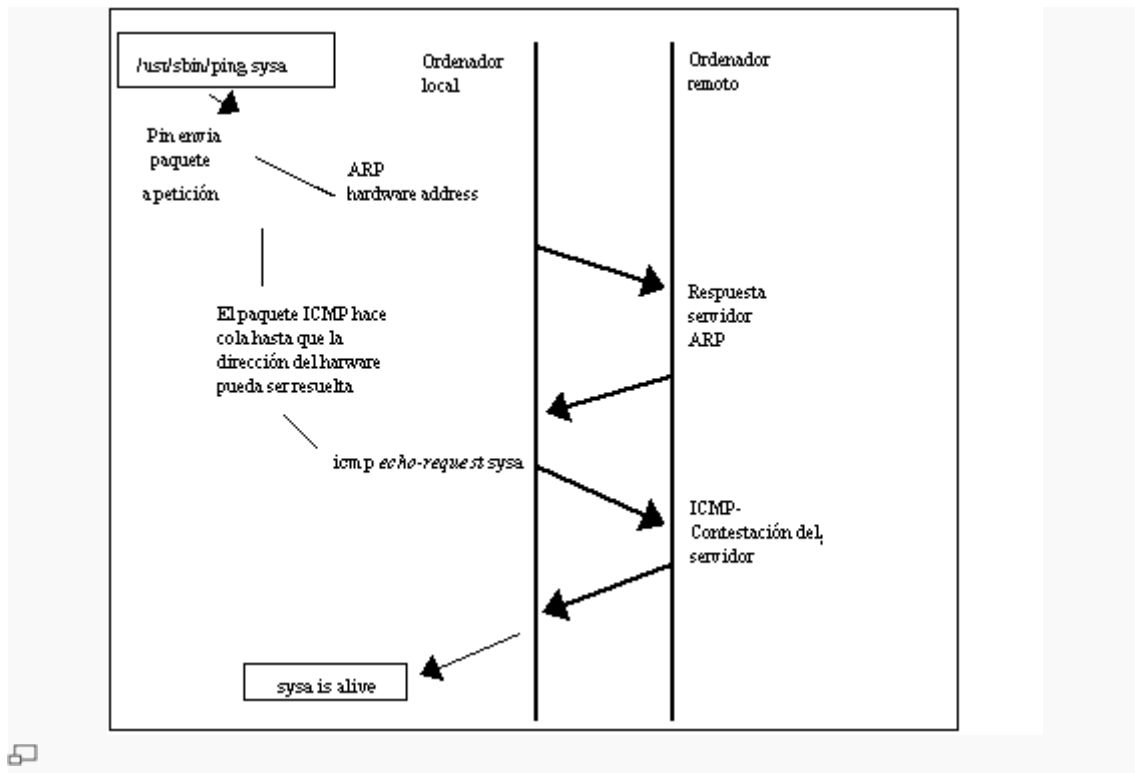 /usr/sbin/ping sysa
Ordenador
local
Ordenador
remoto
Pin envia
paquete
a petición
ARP
hardware address
Respuesta
servidor
ARP
El paquete ICMP hace
cola hasta que la
dirección del harware
pueda ser resuelta
icmp echo-request sysa
ICMP-
Contestación del,
servidor
sysa is alive